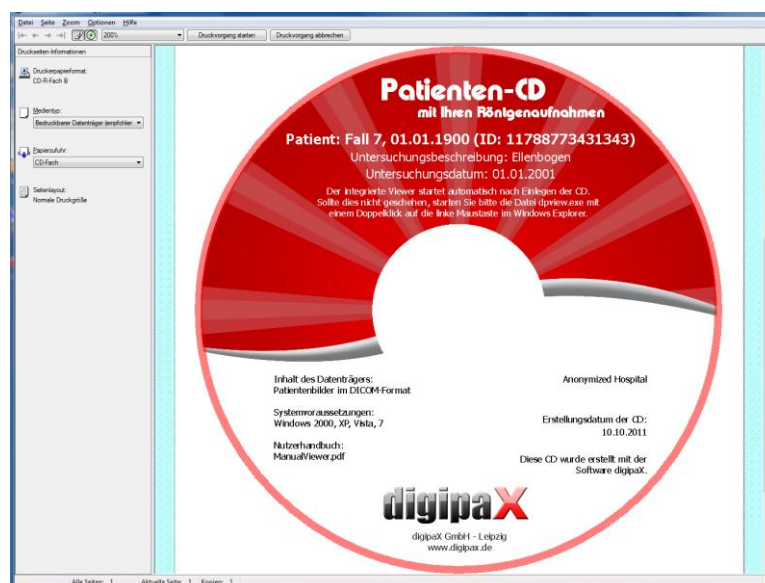 Datei Seite Zoom Optionen Hilfe
200%
Druckvorgang starten
Druckvorgang abbrechen
Druckseiten-Informationen
Druckerpapierformat:
CD-R-Fach B
Medientyp:
Bedruckbarer Datenträger (empfohlen
Papierzufuhr:
CD-Fach
Seitenlayout:
Normale Druckgröße
Patienten-CD
mit Ihren Röntgenaufnahmen
Patient: Fall 7, 01.01.1900 (ID: 11788773431343)
Untersuchungsbeschreibung: Ellenbogen
Untersuchungsdatum: 01.01.2001
Der integrierte Viewer startet automatisch nach Einlegen der CD.
Sollte dies nicht geschehen, starten Sie bitte die Datei dpview.exe mit
einem Doppelklick auf die linke Maustaste im Windows Explorer.
Inhalt des Datenträgers:
Patientenbilder im DICOM-Format
Systemvoraussetzungen:
Windows 2000, XP, Vista, 7
Nutzerhandbuch:
ManualViewer.pdf
Anonymized Hospital
Erstellungsdatum der CD:
10.10.2011
Diese CD wurde erstellt mit der
Software digipaX.
digipaX
digipaX GmbH - Leipzig
www.digipax.de
Alle Seiten: 1 Aktuelle Seite: 1 Kopien: 1